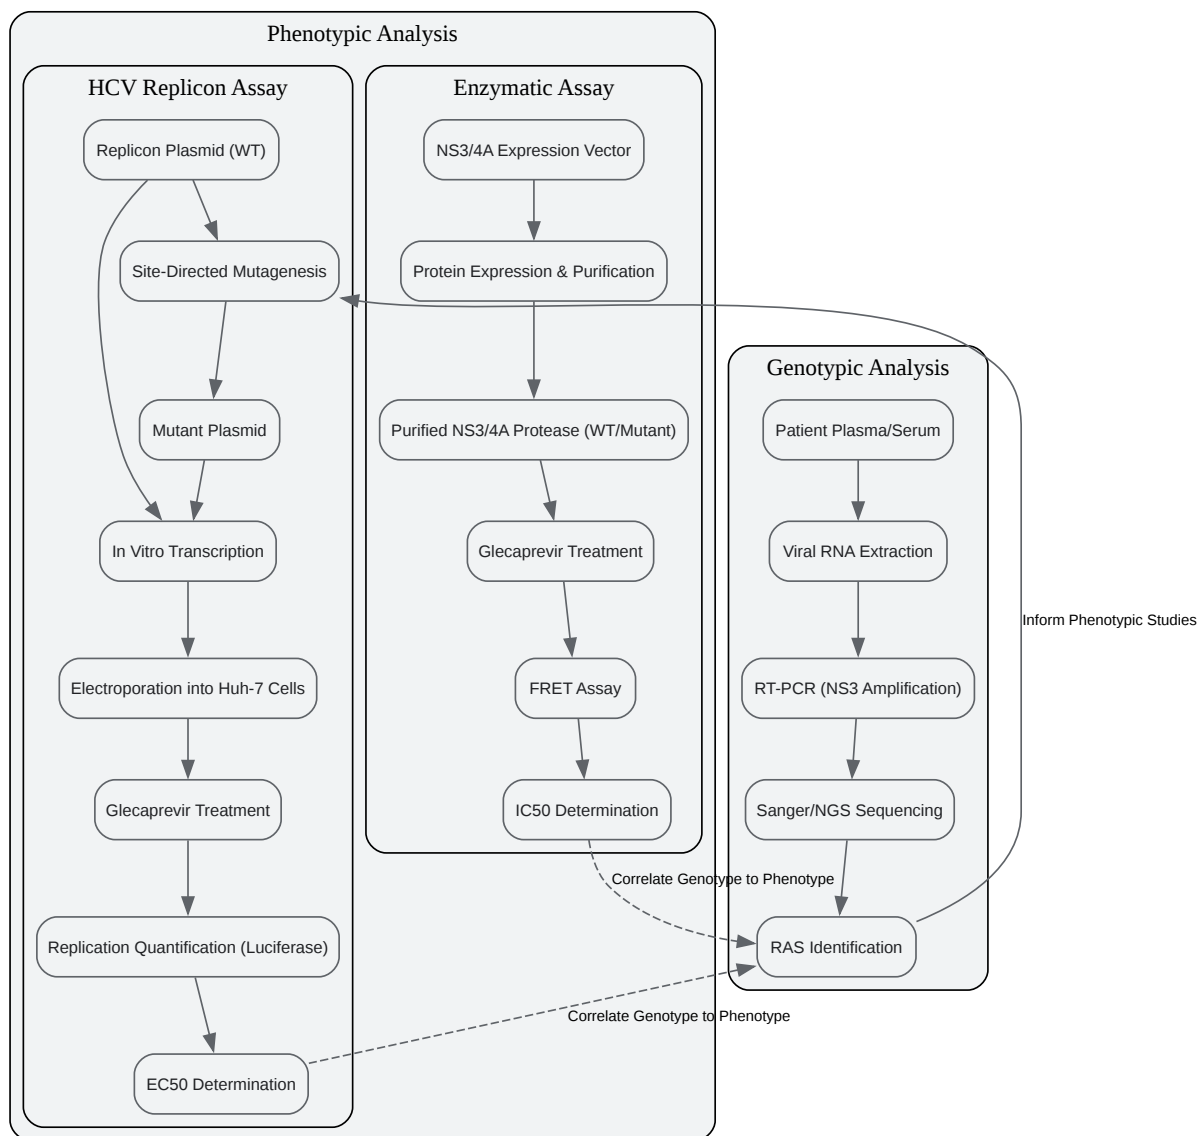 Phenotypic Analysis
HCV Replicon Assay
Replicon Plasmid (WT)
Site-Directed Mutagenesis
Mutant Plasmid
In Vitro Transcription
Electroporation into Huh-7 Cells
Glecaprevir Treatment
Replication Quantification (Luciferase)
EC50 Determination
Enzymatic Assay
NS3/4A Expression Vector
Protein Expression & Purification
Purified NS3/4A Protease (WT/Mutant)
Glecaprevir Treatment
FRET Assay
IC50 Determination
Correlate Genotype to Phenotype
Correlate Genotype to Phenotype
Genotypic Analysis
Patient Plasma/Serum
Viral RNA Extraction
RT-PCR (NS3 Amplification)
Sanger/NGS Sequencing
RAS Identification
Inform Phenotypic Studies